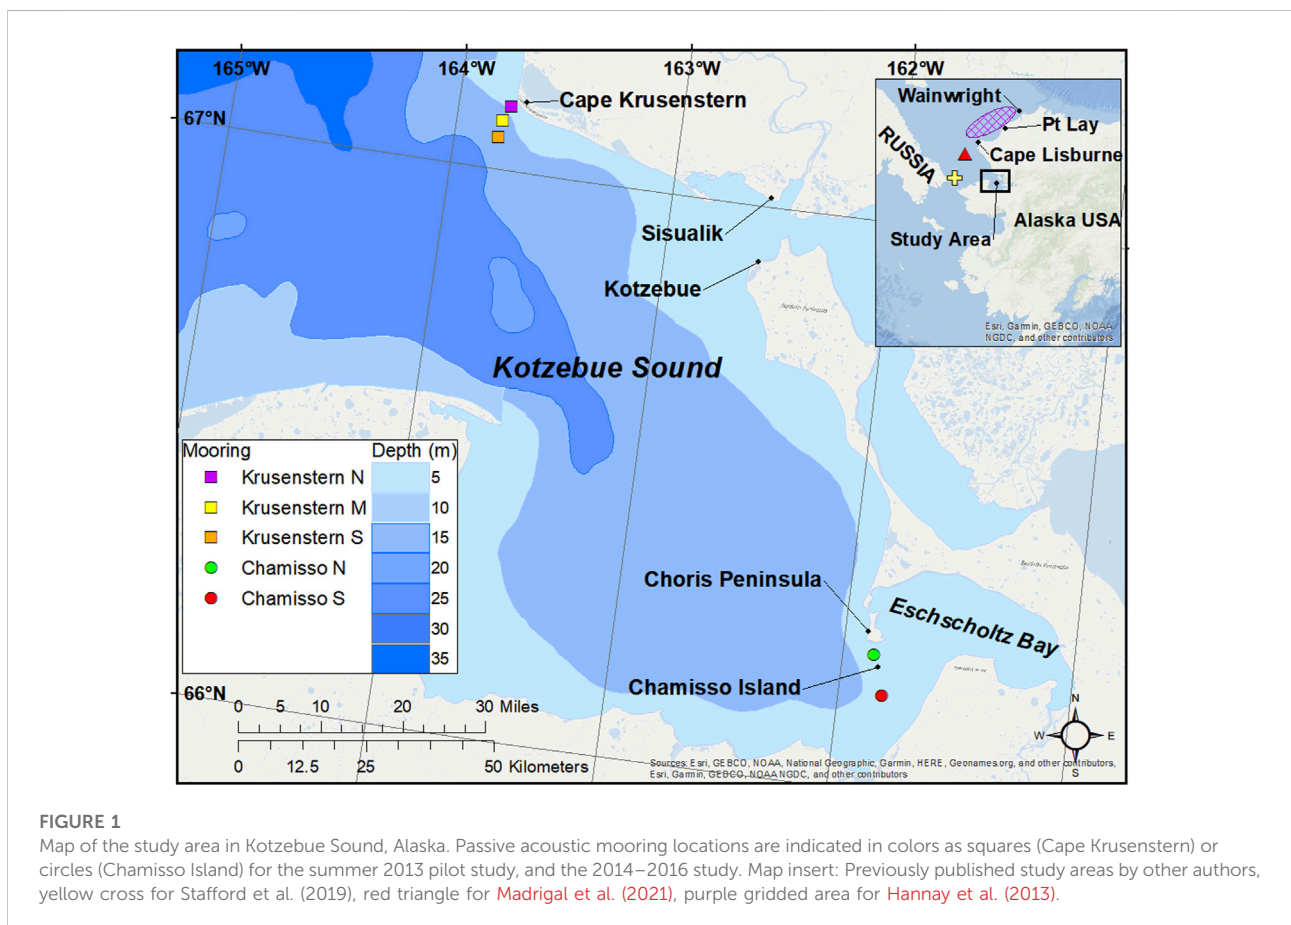 165°W
164°W
163°W
162°W
67°N
66°N
Cape Krusenstern
Sisualik
Kotzebue
Kotzebue Sound
Choris Peninsula
Eschscholtz Bay
Chamisso Island
Wainwright
Pt Lay
RUSSIA
Cape Lisburne
Alaska USA
Study Area
Esri, Garmin, GEBCO, NOAA
NGDC, and other contributors
Mooring
Krusenstern N
Krusenstern M
Krusenstern S
Chamisso N
Chamisso S
Depth (m)
5
10
15
20
25
30
35
0 5 10 20 30 Miles
0 12.5 25 50 Kilometers
N
W E
S
Sources: Esri, GEBCO, NOAA, National Geographic, Garmin, HERE, Geonames.org, and other contributors,
Esri, Garmin, GEBCO, NOAA NGDC, and other contributors
FIGURE 1
Map of the study area in Kotzebue Sound, Alaska. Passive acoustic mooring locations are indicated in colors as squares (Cape Krusenstern) or
circles (Chamisso Island) for the summer 2013 pilot study, and the 2014–2016 study. Map insert: Previously published study areas by other authors,
yellow cross for Stafford et al. (2019), red triangle for Madrigal et al. (2021), purple gridded area for Hannay et al. (2013).